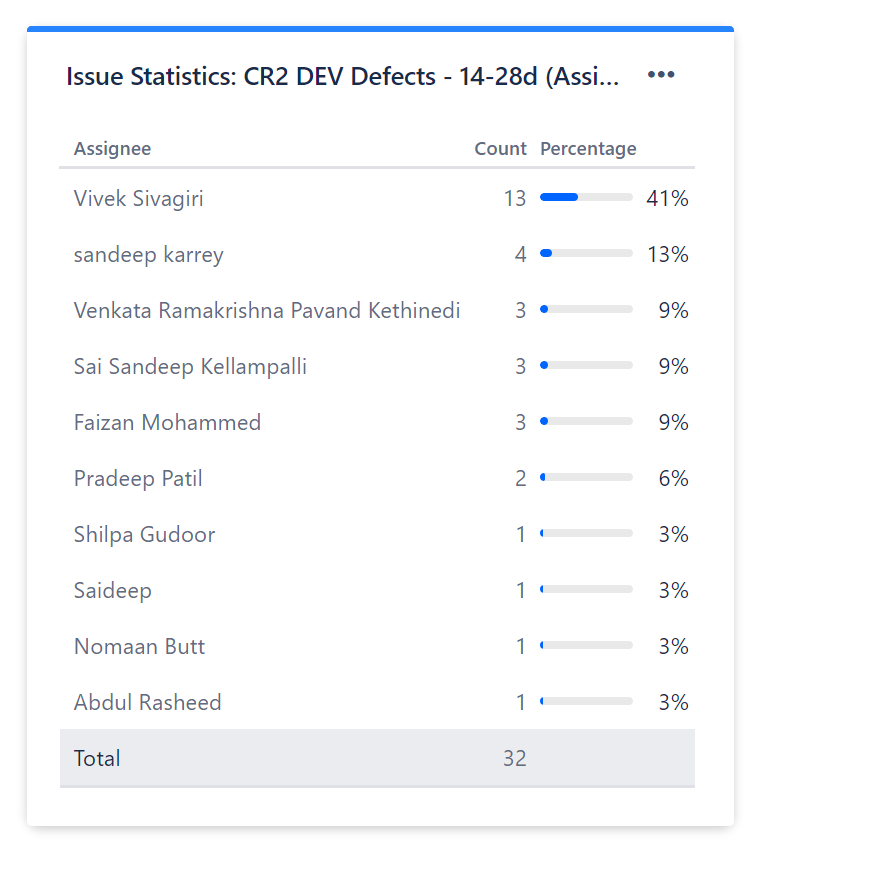 Issue Statistics: CR2 DEV Defects - 14-28d (Assi...
Assignee Count Percentage
Vivek Sivagiri 13 41%
sandeep karrey 4 13%
Venkata Ramakrishna Pavand Kethinedi 3 9%
Sai Sandeep Kellampalli 3 9%
Faizan Mohammed 3 9%
Pradeep Patil 2 6%
Shilpa Gudoor 1 3%
Saideep 1 3%
Nomaan Butt 1 3%
Abdul Rasheed 1 3%
Total 32